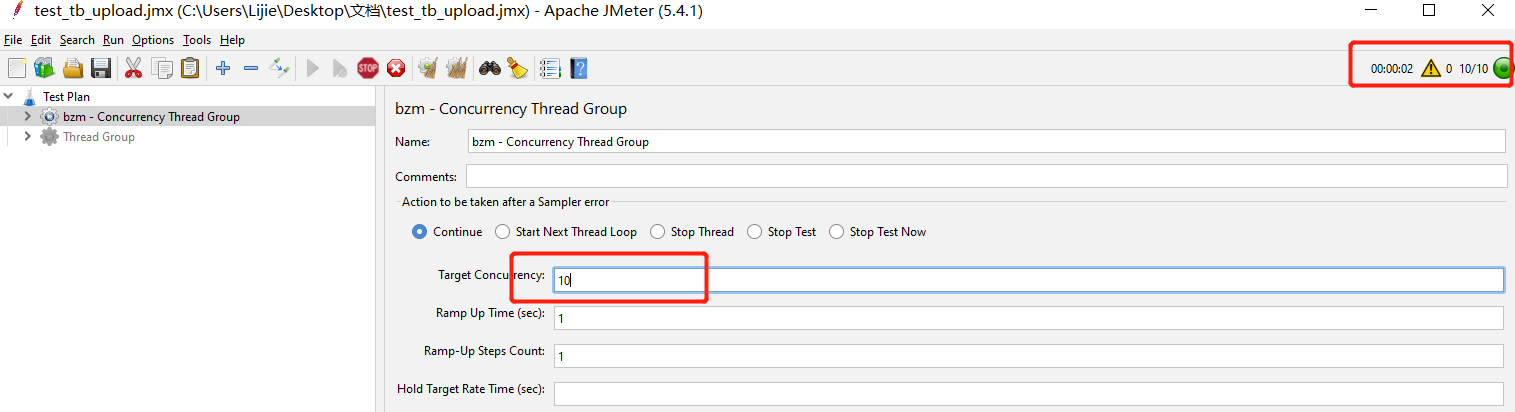 test_tb_upload.jmx (C:\Users\Lijie\Desktop\文档\test_tb_upload.jmx) - Apache JMeter (5.4.1)
File Edit Search Run Options Tools Help
STOP
00:00:02 0 10/10
Test Plan
bzm - Concurrency Thread Group
Thread Group
bzm - Concurrency Thread Group
Name: bzm - Concurrency Thread Group
Comments:
Action to be taken after a Sampler error
Continue Start Next Thread Loop Stop Thread Stop Test Stop Test Now
Target Concurrency: 10
Ramp Up Time (sec): 1
Ramp-Up Steps Count: 1
Hold Target Rate Time (sec):